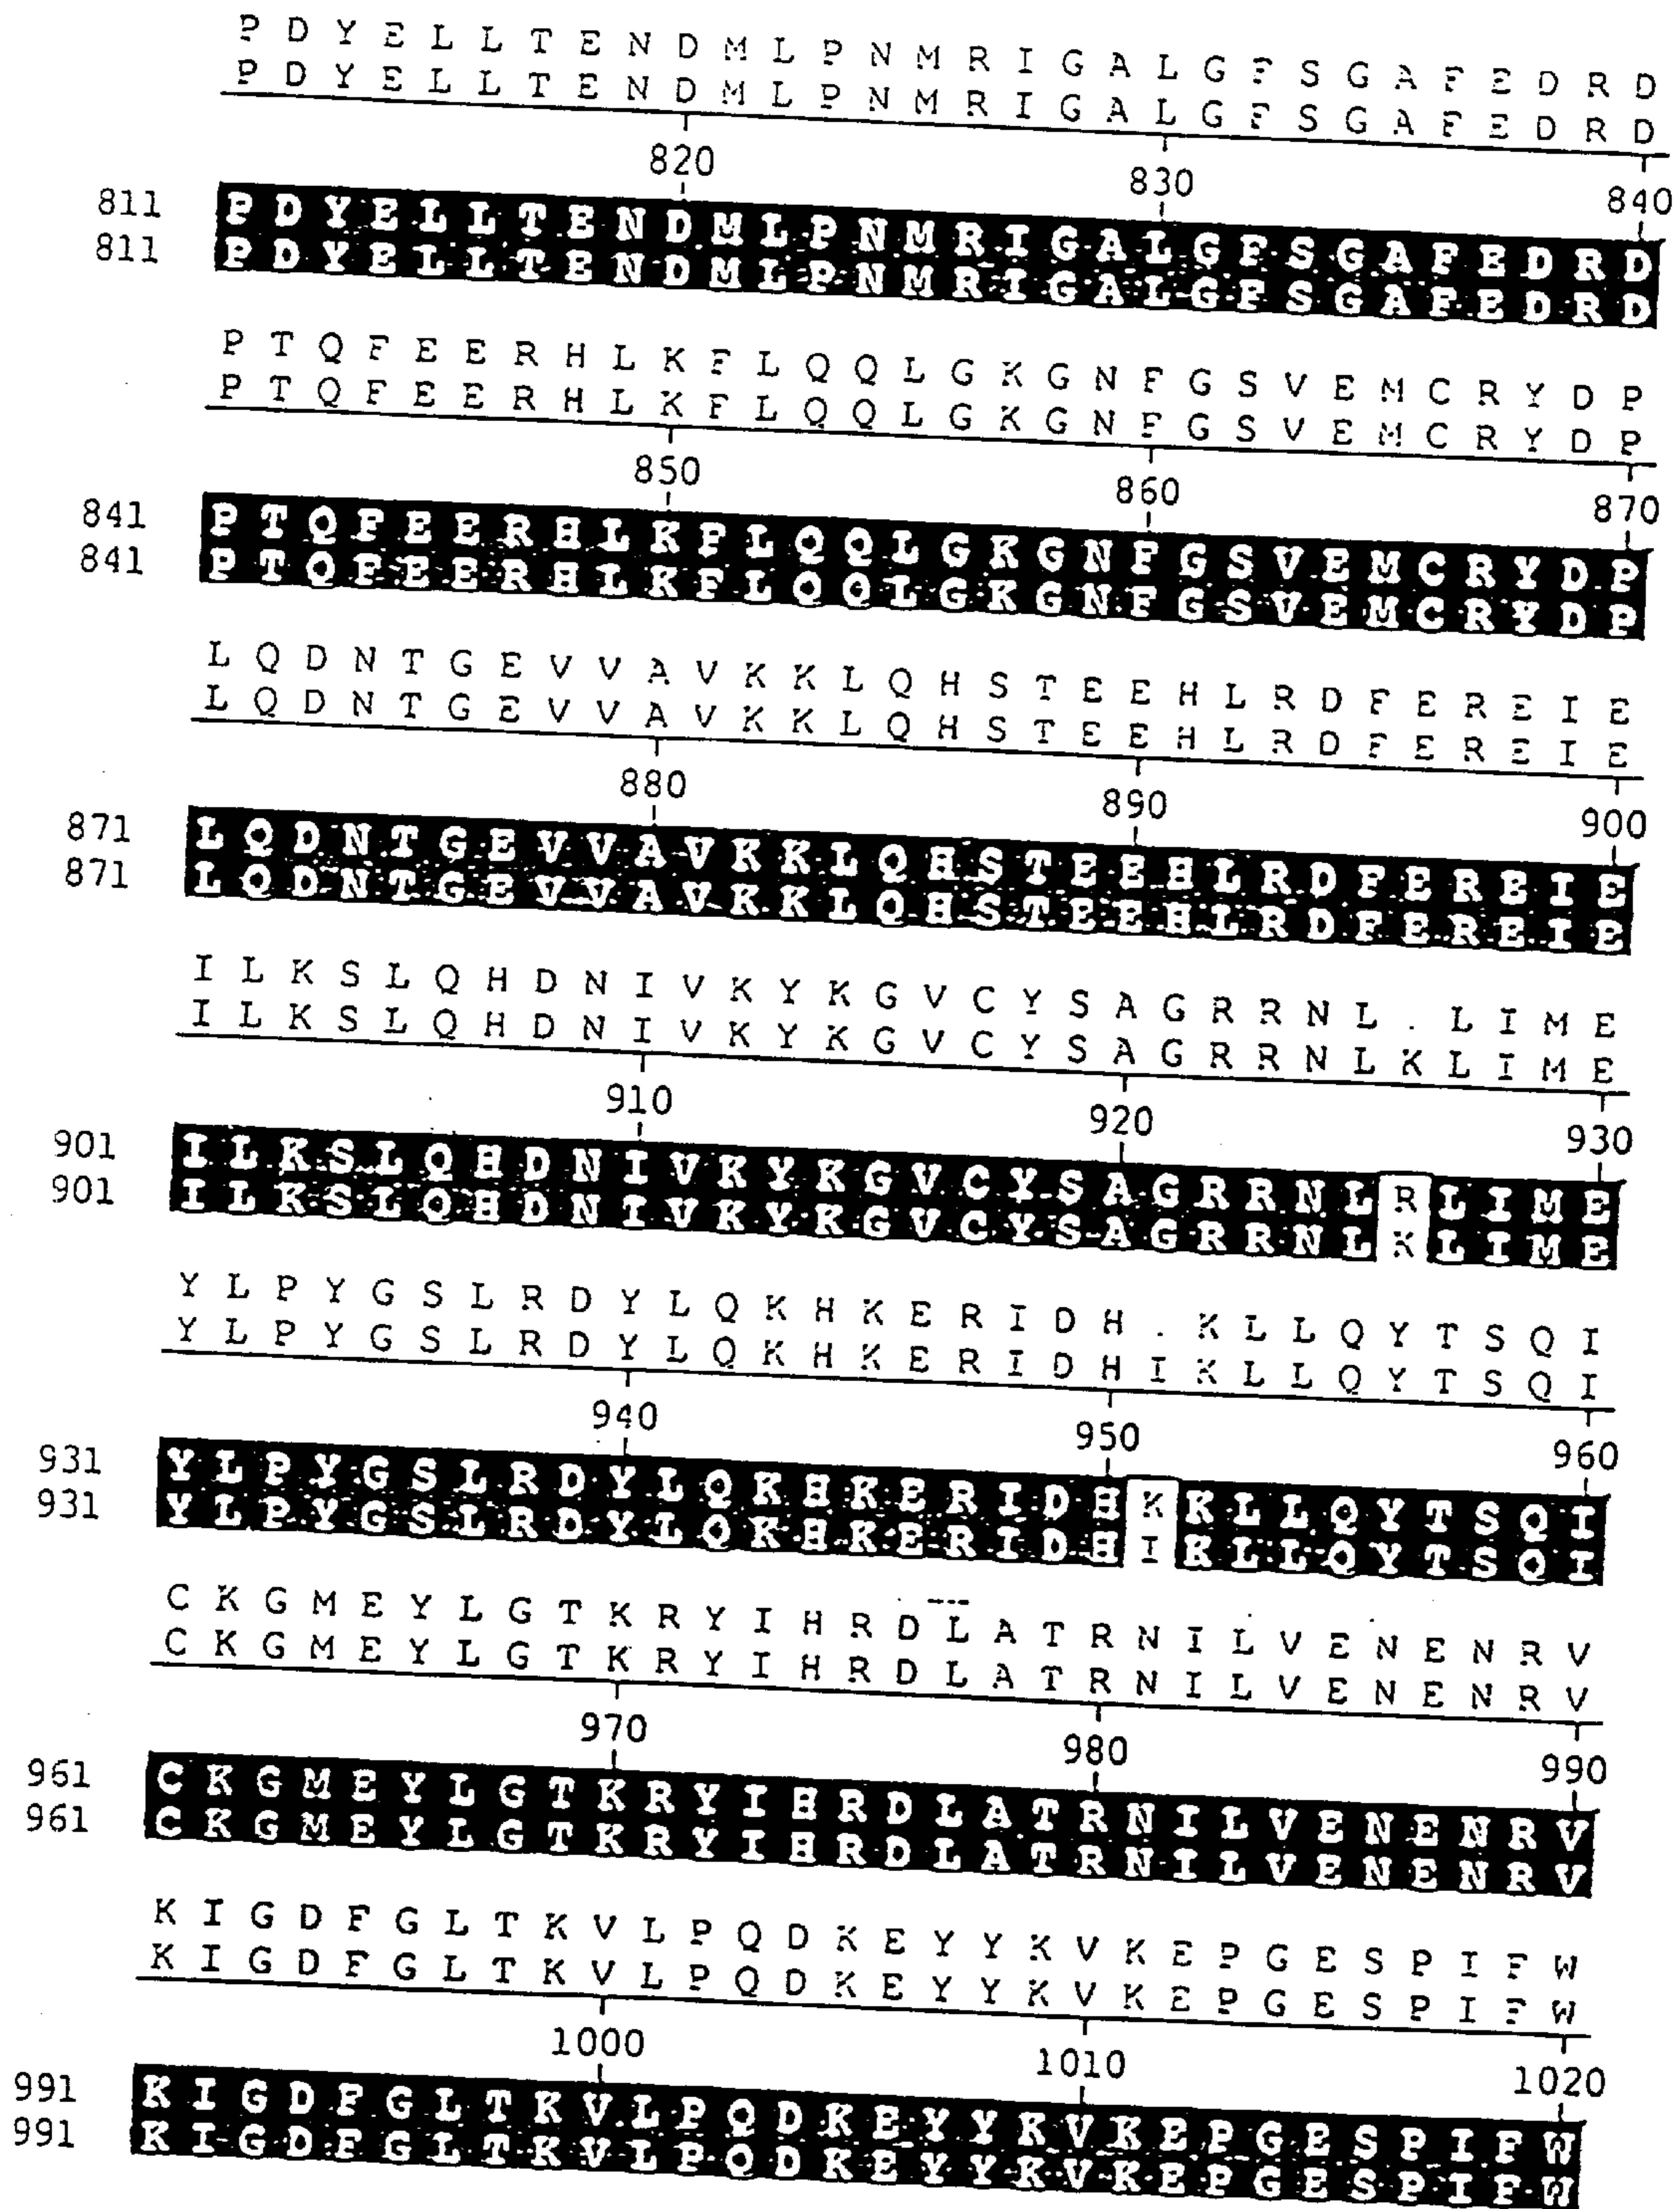 P D Y E L L T E N D M L P N M R I G A L G F S G A F E D R D
P D Y E L L T E N D M L P N M R I G A L G F S G A F E D R D
820 830 840
811 P D Y E L L T E N D M L P N M R I G A L G F S G A F E D R D
811 P D Y E L L T E N D M L P N M R I G A L G F S G A F E D R D
P T Q F E E R H L K F L Q Q L G K G N F G S V E M C R Y D P
P T Q F E E R H L K F L Q Q L G K G N F G S V E M C R Y D P
850 860 870
841 P T Q F E E R H L K F L Q Q L G K G N F G S V E M C R Y D P
841 P T Q F E E R H L K F L Q Q L G K G N F G S V E M C R Y D P
L Q D N T G E V V A V K K L Q H S T E E H L R D F E R E I E
L Q D N T G E V V A V K K L Q H S T E E H L R D F E R E I E
880 890 900
871 L Q D N T G E V V A V K K L Q H S T E E H L R D F E R E I E
871 L Q D N T G E V V A V K K L Q H S T E E H L R D F E R E I E
I L K S L Q H D N I V K Y K G V C Y S A G R R N L . L I M E
I L K S L Q H D N I V K Y K G V C Y S A G R R N L K L I M E
910 920 930
901 I L K S L Q H D N I V K Y K G V C Y S A G R R N L R L I M E
901 I L K S L Q H D N I V K Y K G V C Y S A G R R N L K L I M E
Y L P Y G S L R D Y L Q K H K E R I D H . K L L Q Y T S Q I
Y L P Y G S L R D Y L Q K H K E R I D H I K L L Q Y T S Q I
940 950 960
931 Y L P Y G S L R D Y L Q K H K E R I D H K K L L Q Y T S Q I
931 Y L P Y G S L R D Y L Q K H K E R I D H I K L L Q Y T S Q I
C K G M E Y L G T K R Y I H R D L A T R N I L V E N E N R V
C K G M E Y L G T K R Y I H R D L A T R N I L V E N E N R V
970 980 990
961 C K G M E Y L G T K R Y I H R D L A T R N I L V E N E N R V
961 C K G M E Y L G T K R Y I H R D L A T R N I L V E N E N R V
K I G D F G L T K V L P Q D K E Y Y K V K E P G E S P I F W
K I G D F G L T K V L P Q D K E Y Y K V K E P G E S P I F W
1000 1010 1020
991 K I G D F G L T K V L P Q D K E Y Y K V K E P G E S P I F W
991 K I G D F G L T K V L P Q D K E Y Y K V K E P G E S P I F W